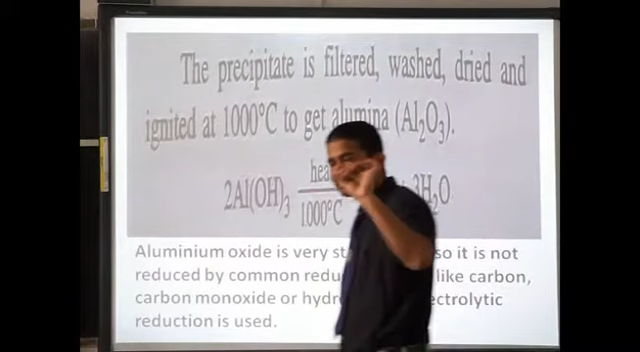 The precipitate is filtered, washed, dried and
ignited at 1000°C to get alumina (Al₂O₃).
2Al(OH)₃ hea 1000°C 3H₂O
Aluminium oxide is very st so it is not
reduced by common redu like carbon,
carbon monoxide or hydr ectrolytic
reduction is used.